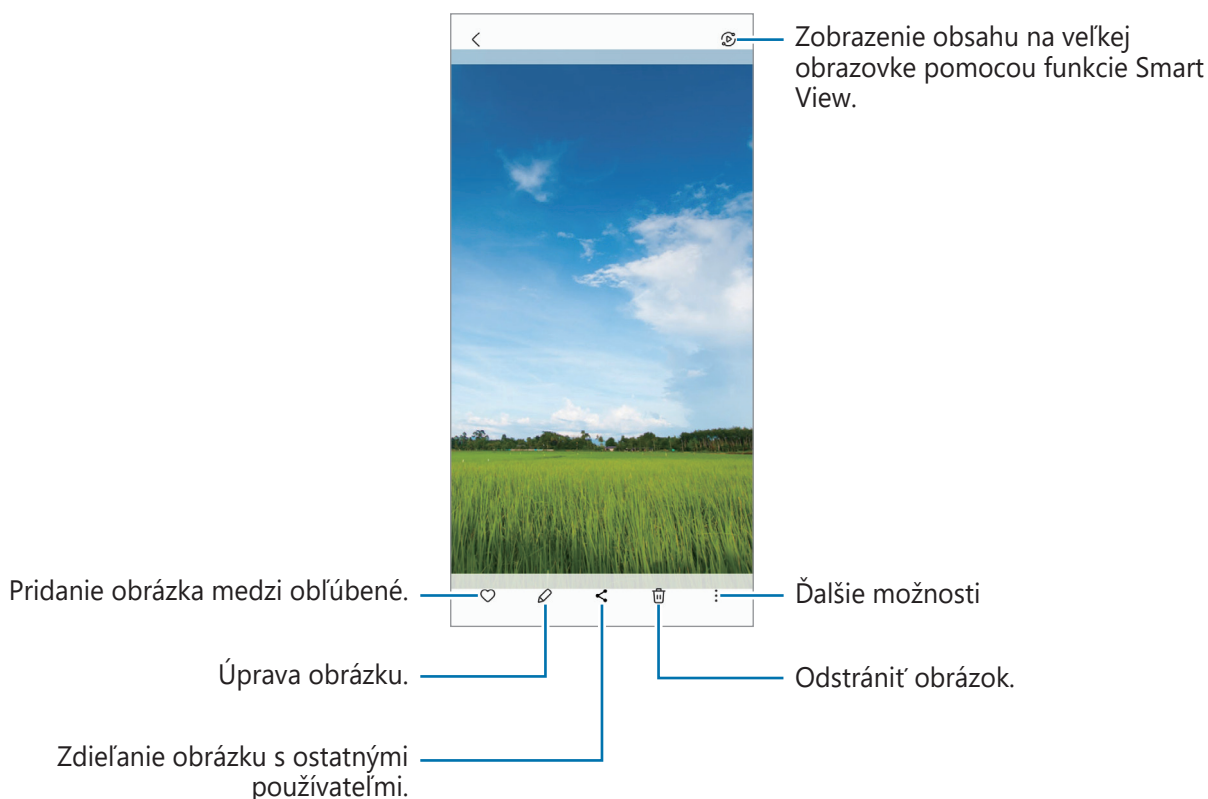 Zobrazenie obsahu na veľkej
obrazovke pomocou funkcie Smart
View.
Pridanie obrázka medzi obľúbené.
Ďalšie možnosti
Úprava obrázku.
Odstrániť obrázok.
Zdieľanie obrázku s ostatnými
používateľmi.